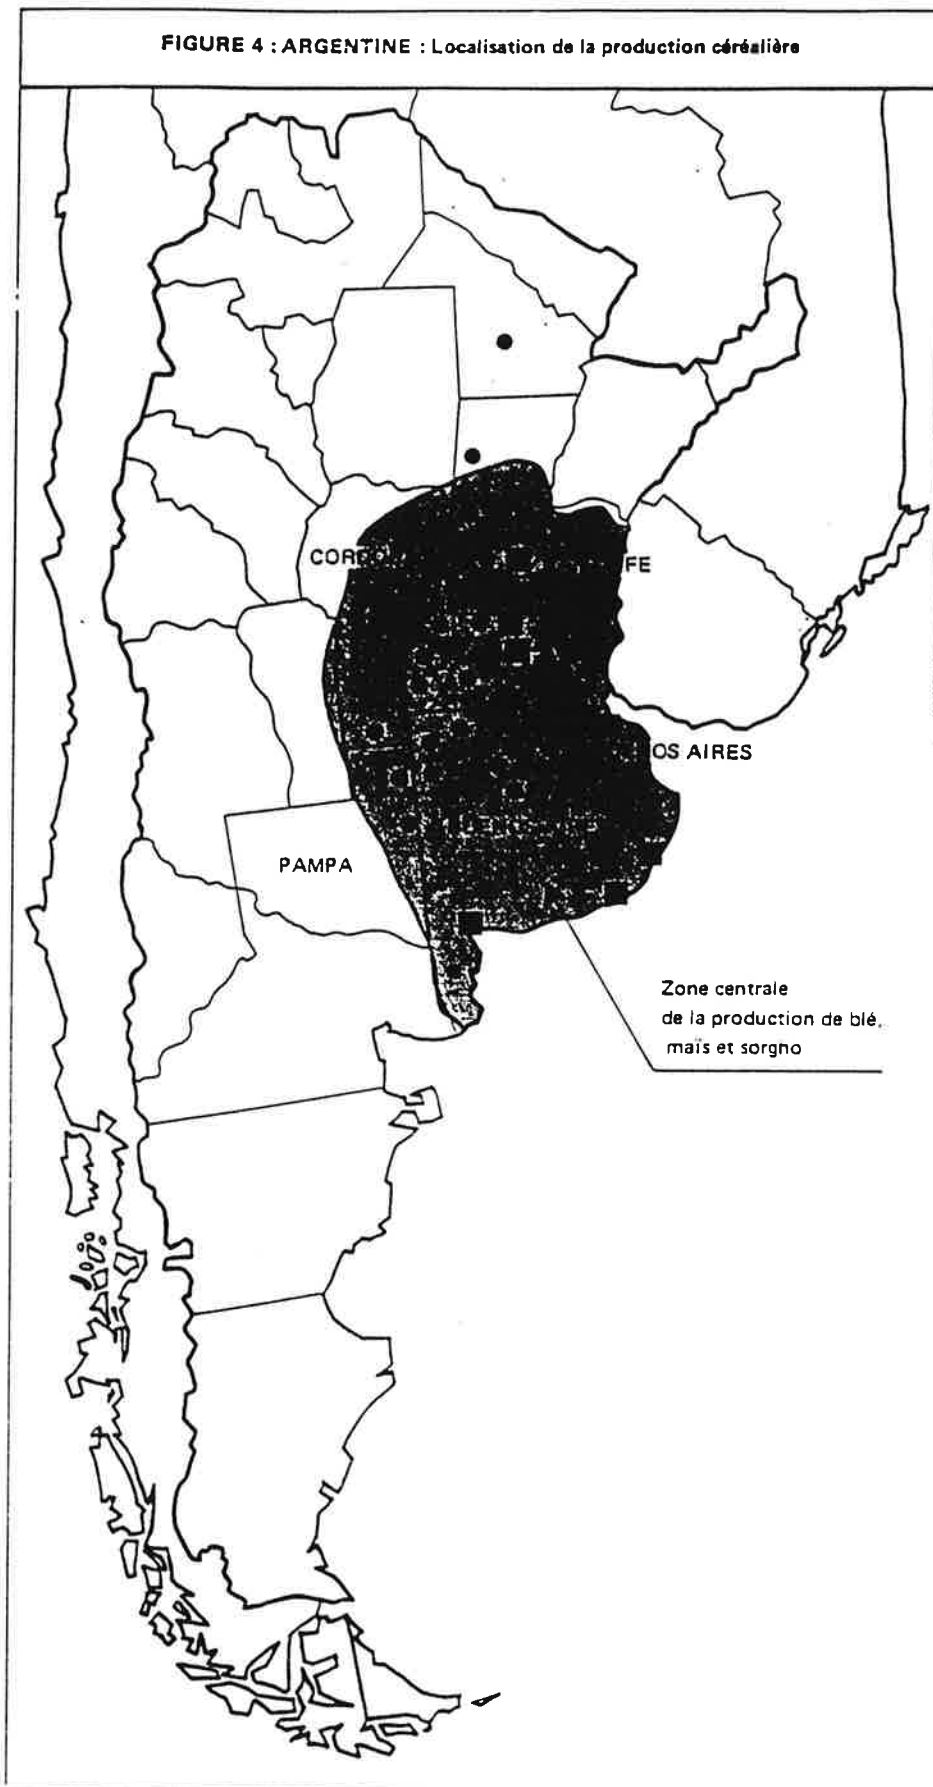 FIGURE 4 : ARGENTINE : Localisation de la production céréalière
CORDO
FE
OS AIRES
PAMPA
Zone centrale
de la production de blé,
maïs et sorgho